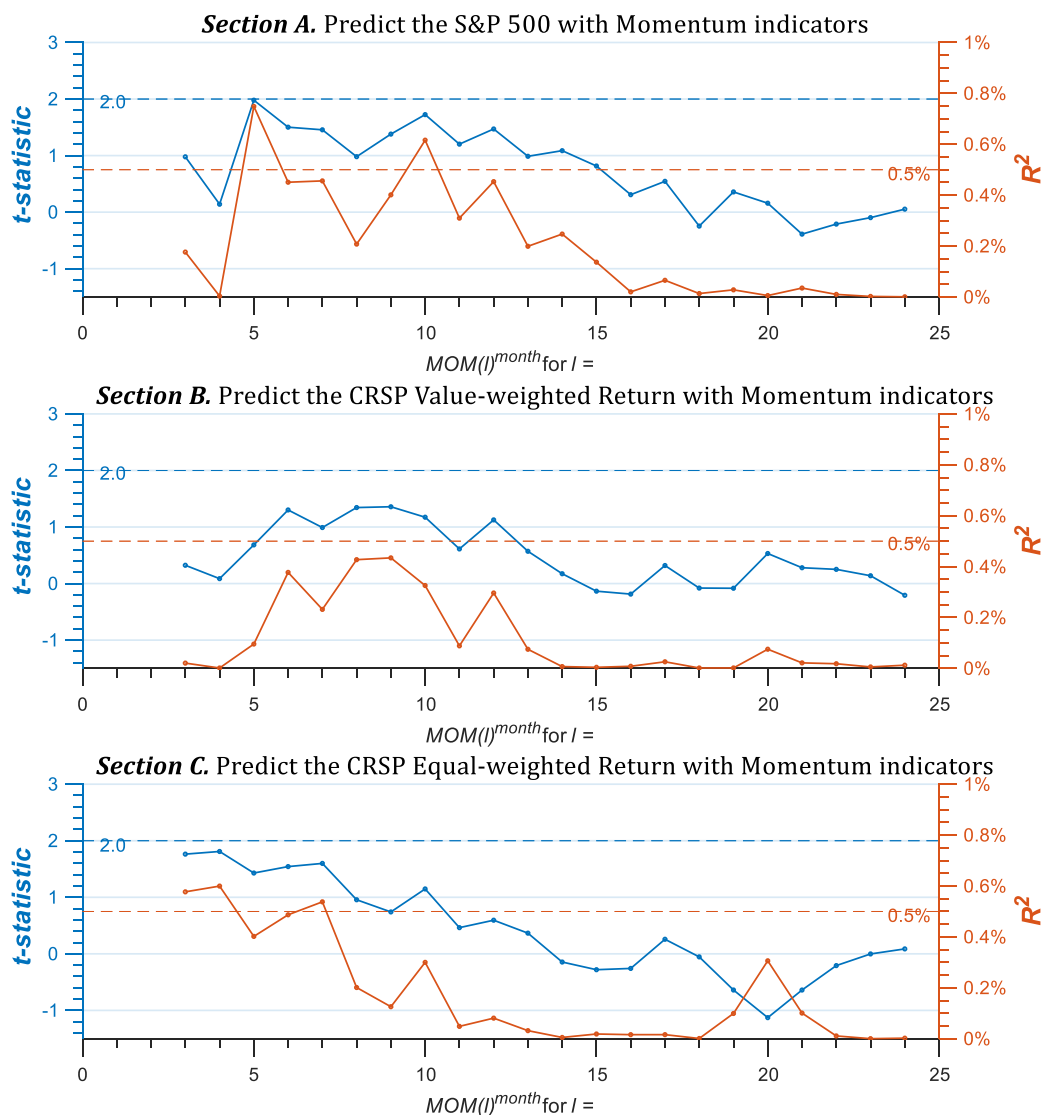 Section A. Predict the S&P 500 with Momentum indicators
3
2
1
0
-1
t-statistic
2.0
0.5%
1%
0.8%
0.6%
0.4%
0.2%
0%
R²
0 5 10 15 20 25
MOM(l)^month for l =
Section B. Predict the CRSP Value-weighted Return with Momentum indicators
3
2
1
0
-1
t-statistic
2.0
0.5%
1%
0.8%
0.6%
0.4%
0.2%
0%
R²
0 5 10 15 20 25
MOM(l)^month for l =
Section C. Predict the CRSP Equal-weighted Return with Momentum indicators
3
2
1
0
-1
t-statistic
2.0
0.5%
1%
0.8%
0.6%
0.4%
0.2%
0%
R²
0 5 10 15 20 25
MOM(l)^month for l =